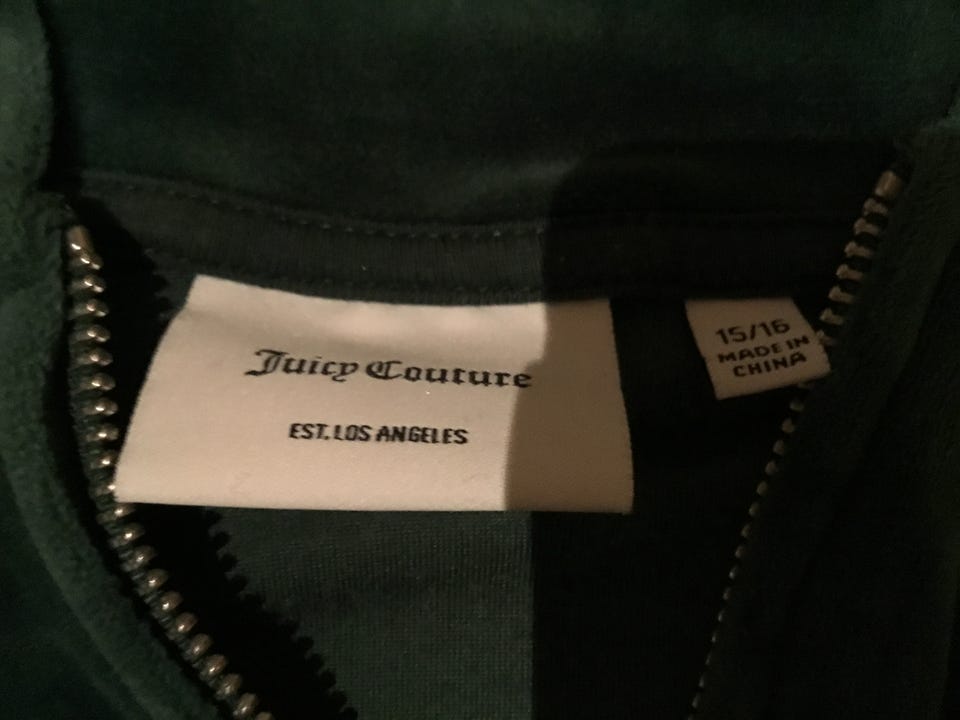 Juicy Couture
EST. LOS ANGELES
15/16
MADE IN
CHINA